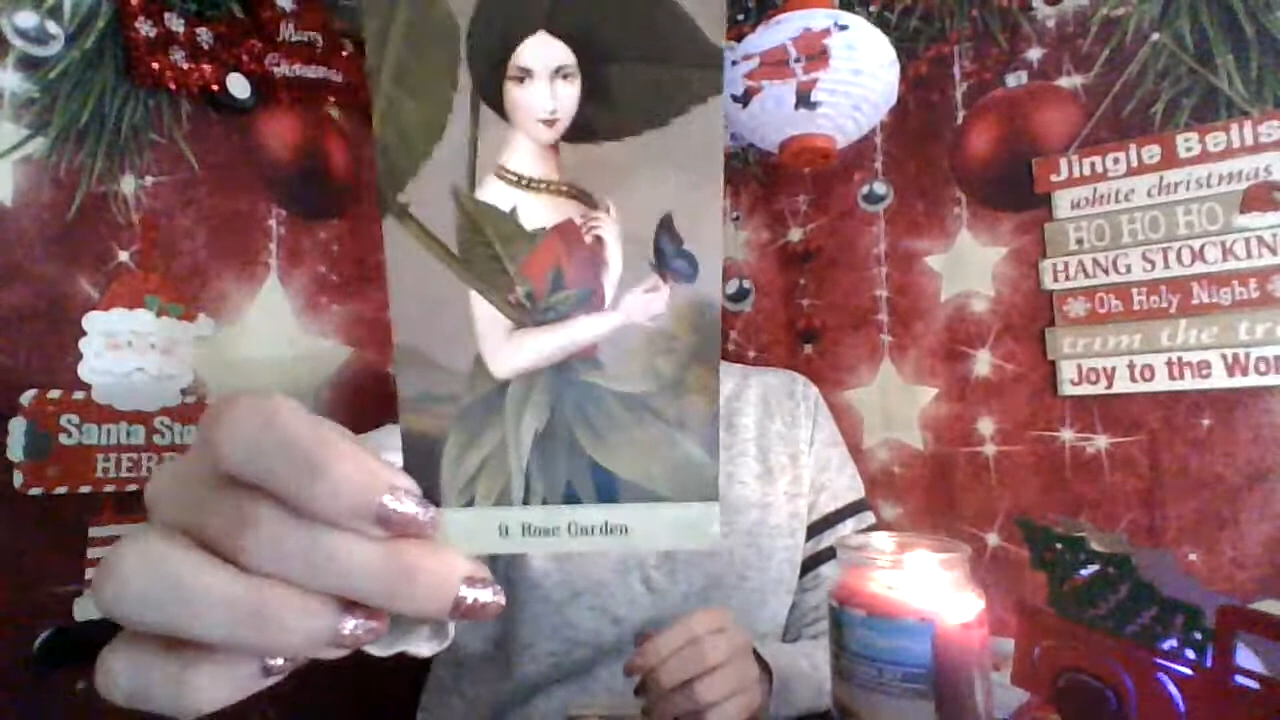 Merry
Christmas
Jingle Bells
white christmas
HO HO HO
HANG STOCKIN
Oh Holy Night
trim the tr
Joy to the Wor
Santa Sto
HERE
9. Rose Garden